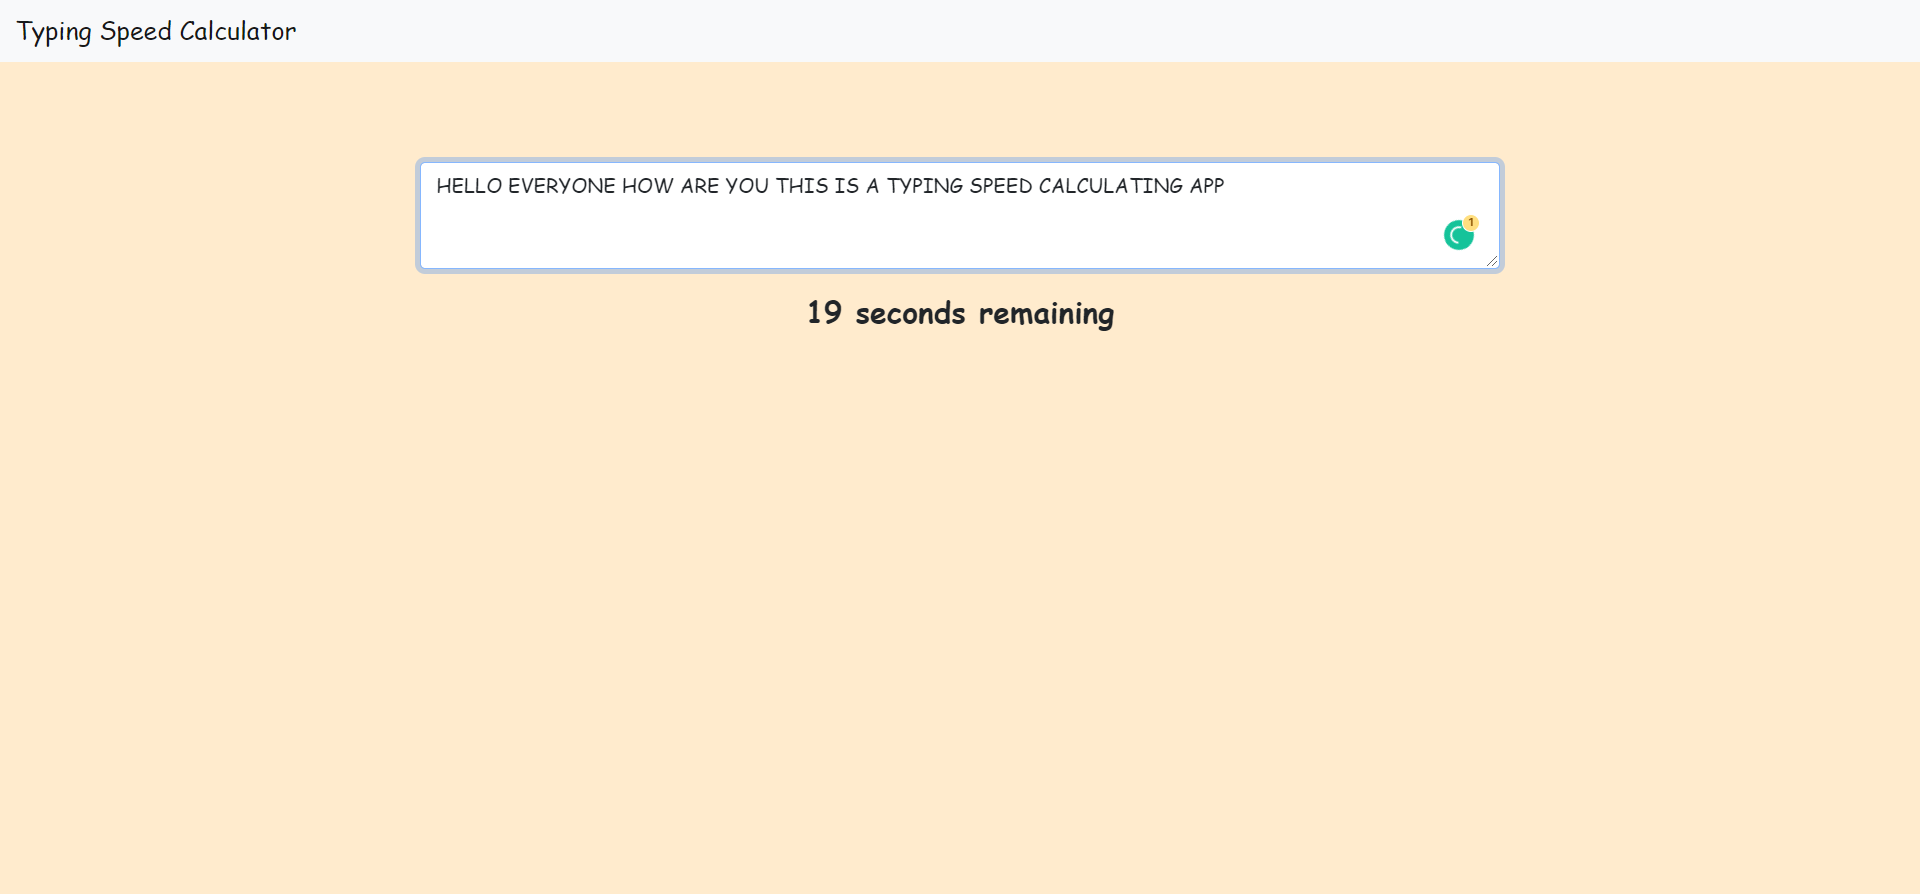 Typing Speed Calculator
HELLO EVERYONE HOW ARE YOU THIS IS A TYPING SPEED CALCULATING APP
1
19 seconds remaining